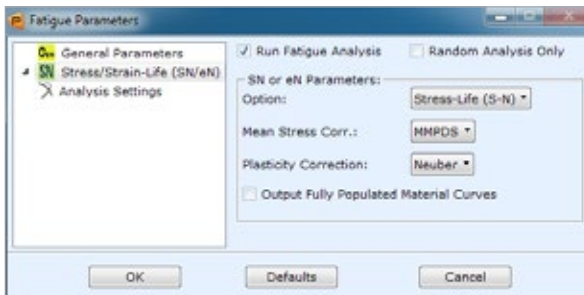 Fatigue Parameters
General Parameters
SN Stress/Strain-Life (SN/eN)
Analysis Settings
Run Fatigue Analysis
Random Analysis Only
SN or eN Parameters:
Option: Stress-Life (S-N)
Mean Stress Corr.: MMPDS
Plasticity Correction: Neuber
Output Fully Populated Material Curves
OK
Defaults
Cancel